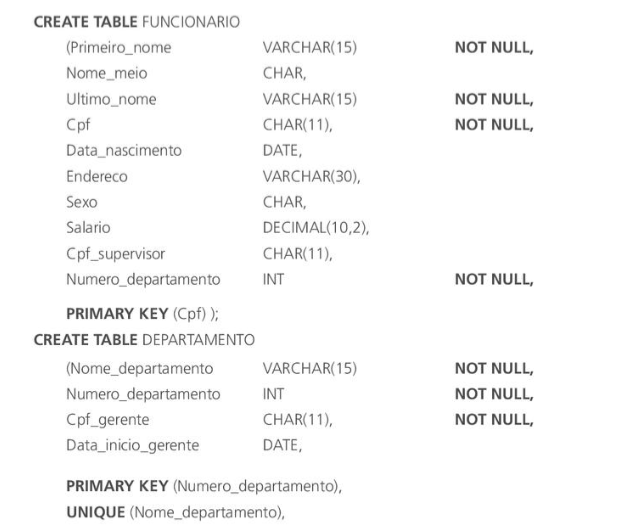 CREATE TABLE FUNCIONARIO
(Primeiro_nome VARCHAR(15) NOT NULL,
Nome_meio CHAR,
Ultimo_nome VARCHAR(15) NOT NULL,
Cpf CHAR(11), NOT NULL,
Data_nascimento DATE,
Endereco VARCHAR(30),
Sexo CHAR,
Salario DECIMAL(10,2),
Cpf_supervisor CHAR(11),
Numero_departamento INT NOT NULL,
PRIMARY KEY (Cpf) );
CREATE TABLE DEPARTAMENTO
(Nome_departamento VARCHAR(15) NOT NULL,
Numero_departamento INT NOT NULL,
Cpf_gerente CHAR(11), NOT NULL,
Data_inicio_gerente DATE,
PRIMARY KEY (Numero_departamento),
UNIQUE (Nome_departamento),